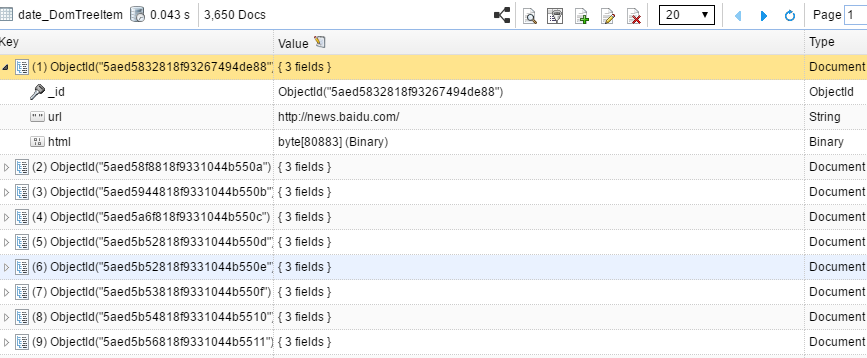 date_DomTreeItem 0.043 s 3,650 Docs 20 Page 1
Key Value Type
(1) ObjectId("5aed5832818f93267494de88") { 3 fields } Document
_id ObjectId("5aed5832818f93267494de88") ObjectId
url http://news.baidu.com/ String
html byte[80883] (Binary) Binary
(2) ObjectId("5aed58f8818f9331044b550a") { 3 fields } Document
(3) ObjectId("5aed5944818f9331044b550b") { 3 fields } Document
(4) ObjectId("5aed5a6f818f9331044b550c") { 3 fields } Document
(5) ObjectId("5aed5b52818f9331044b550d") { 3 fields } Document
(6) ObjectId("5aed5b52818f9331044b550e") { 3 fields } Document
(7) ObjectId("5aed5b53818f9331044b550f") { 3 fields } Document
(8) ObjectId("5aed5b54818f9331044b5510") { 3 fields } Document
(9) ObjectId("5aed5b56818f9331044b5511") { 3 fields } Document